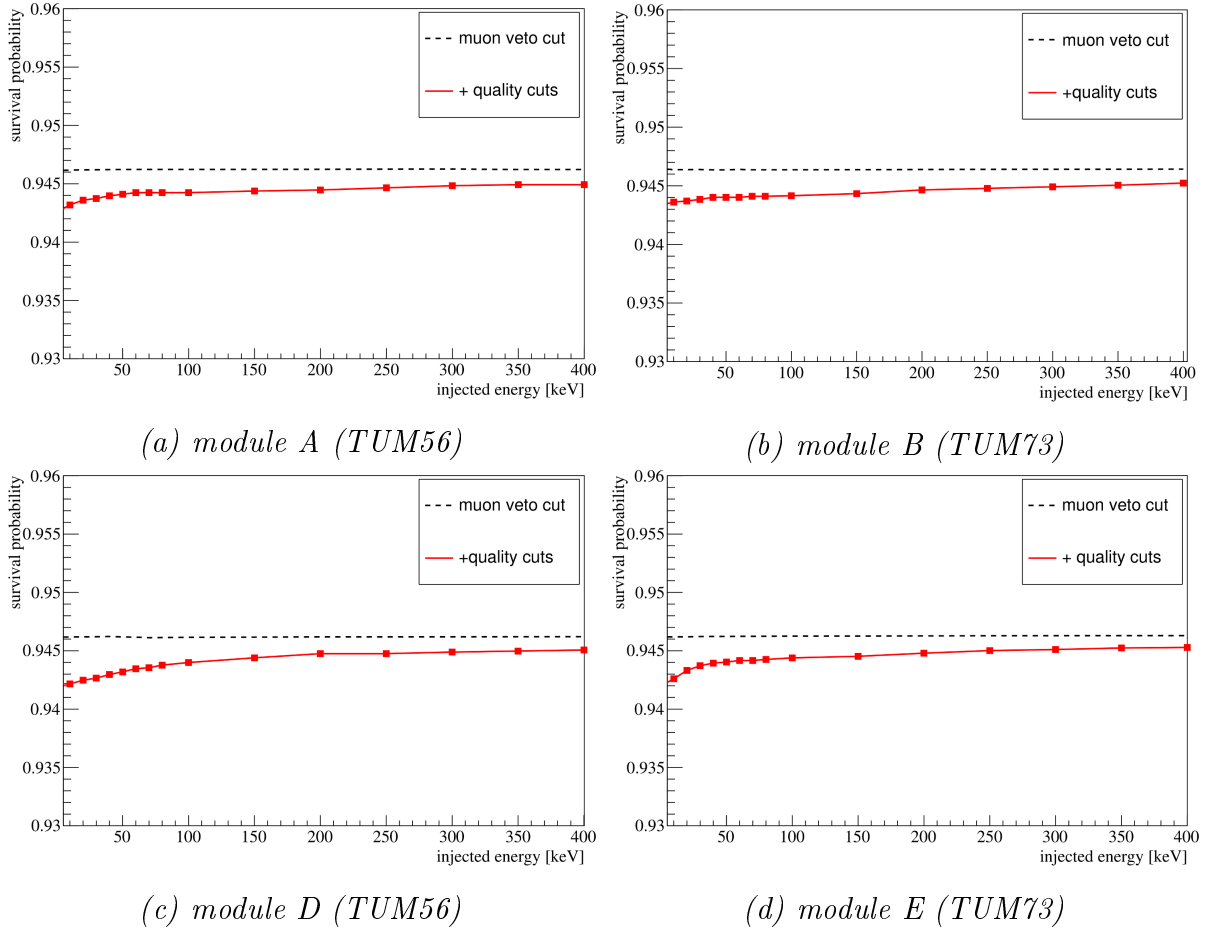 survival probability
0.96
0.955
0.95
0.945
0.94
0.935
0.93
muon veto cut
+ quality cuts
50 100 150 200 250 300 350 400
injected energy [keV]
(a) module A (TUM56)
survival probability
0.96
0.955
0.95
0.945
0.94
0.935
0.93
muon veto cut
+quality cuts
50 100 150 200 250 300 350 400
injected energy [keV]
(b) module B (TUM73)
survival probability
0.96
0.955
0.95
0.945
0.94
0.935
0.93
muon veto cut
+quality cuts
50 100 150 200 250 300 350 400
injected energy [keV]
(c) module D (TUM56)
survival probability
0.96
0.955
0.95
0.945
0.94
0.935
0.93
muon veto cut
+ quality cuts
50 100 150 200 250 300 350 400
injected energy [keV]
(d) module E (TUM73)